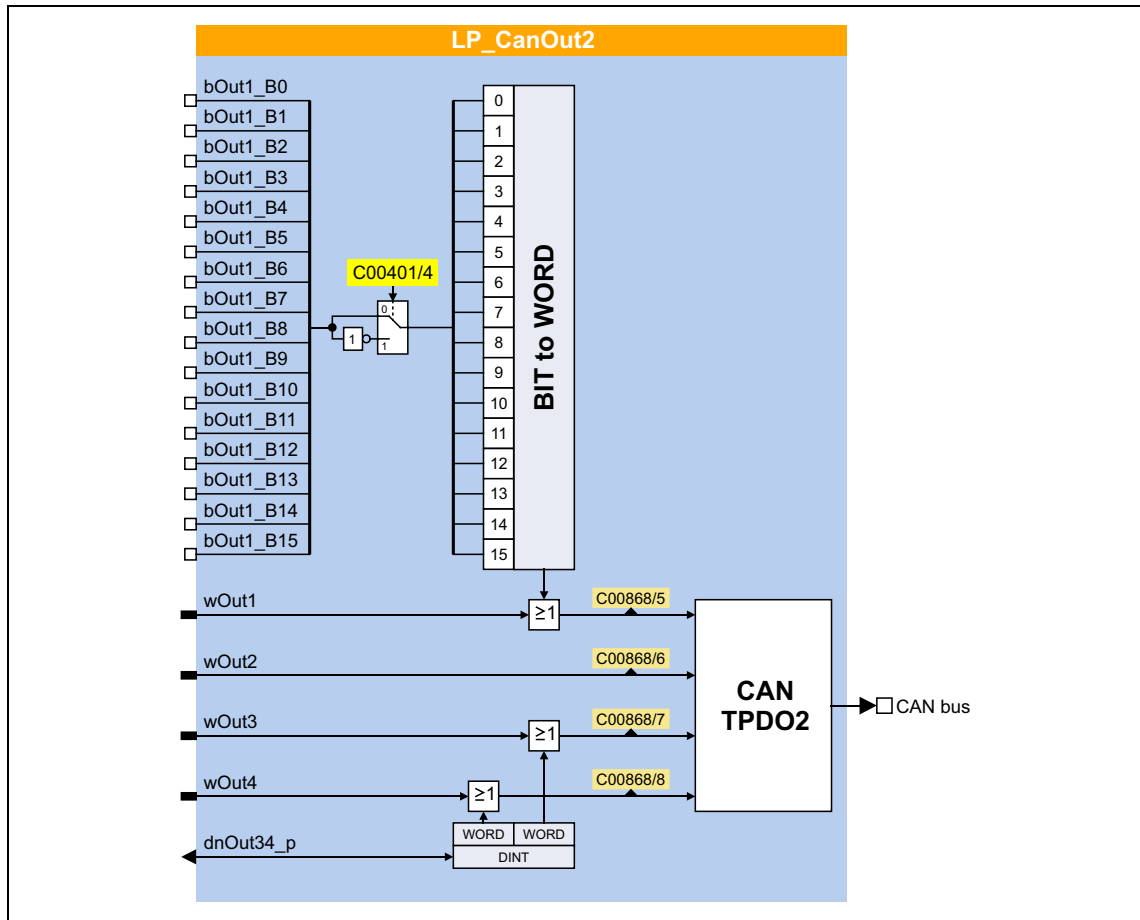 LP_CanOut2
bOut1_B0
0
bOut1_B1
1
bOut1_B2
2
bOut1_B3
3
bOut1_B4
4
bOut1_B5
5
bOut1_B6
C00401/4
6
bOut1_B7
0
7
bOut1_B8
1
1
8
bOut1_B9
9
bOut1_B10
10
bOut1_B11
11
bOut1_B12
12
bOut1_B13
13
bOut1_B14
14
bOut1_B15
15
BIT to WORD
wOut1
≥1
C00868/5
wOut2
C00868/6
CAN
TPDO2
CAN bus
wOut3
≥1
C00868/7
wOut4
≥1
C00868/8
dnOut34_p
WORD WORD
DINT